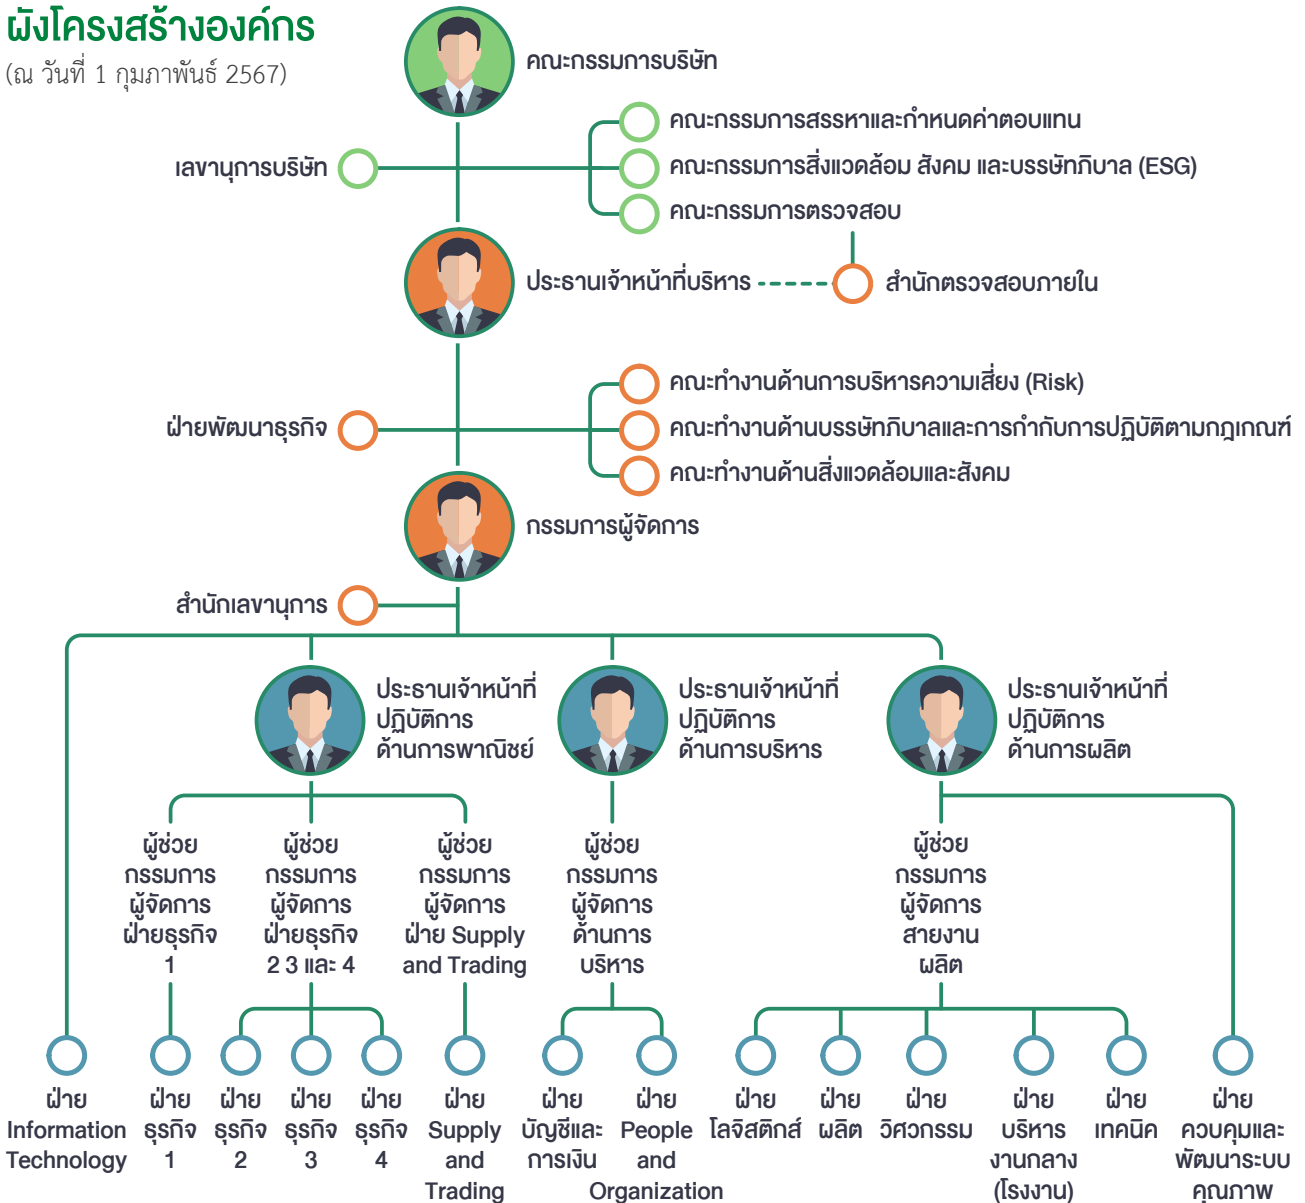 ผังโครงสร้างองค์กร
(ณ วันที่ 1 กุมภาพันธ์ 2567)
คณะกรรมการบริษัท
คณะกรรมการสรรหาและกำหนดค่าตอบแทน
เลขานุการบริษัท
คณะกรรมการสิ่งแวดล้อม สังคม และบรรษัทภิบาล (ESG)
คณะกรรมการตรวจสอบ
ประธานเจ้าหน้าที่บริหาร
สำนักตรวจสอบภายใน
คณะทำงานด้านการบริหารความเสี่ยง (Risk)
ฝ่ายพัฒนาธุรกิจ
คณะทำงานด้านบรรษัทภิบาลและการกำกับการปฏิบัติตามกฎเกณฑ์
คณะทำงานด้านสิ่งแวดล้อมและสังคม
กรรมการผู้จัดการ
สำนักเลขานุการ
ประธานเจ้าหน้าที่
ปฏิบัติการ
ด้านการพาณิชย์
ประธานเจ้าหน้าที่
ปฏิบัติการ
ด้านการบริหาร
ประธานเจ้าหน้าที่
ปฏิบัติการ
ด้านการผลิต
ผู้ช่วย
กรรมการ
ผู้จัดการ
ฝ่ายธุรกิจ
1
ผู้ช่วย
กรรมการ
ผู้จัดการ
ฝ่ายธุรกิจ
2 3 และ 4
ผู้ช่วย
กรรมการ
ผู้จัดการ
ฝ่าย Supply
and Trading
ผู้ช่วย
กรรมการ
ผู้จัดการ
ด้านการ
บริหาร
ผู้ช่วย
กรรมการ
ผู้จัดการ
สายงาน
ผลิต
ฝ่าย
Information
Technology
ฝ่าย
ธุรกิจ
1
ฝ่าย
ธุรกิจ
2
ฝ่าย
ธุรกิจ
3
ฝ่าย
ธุรกิจ
4
ฝ่าย
Supply
and
Trading
ฝ่าย
บัญชีและ
การเงิน
ฝ่าย
People
and
Organization
ฝ่าย
โลจิสติกส์
ฝ่าย
ผลิต
ฝ่าย
วิศวกรรม
ฝ่าย
บริหาร
งานกลาง
(โรงงาน)
ฝ่าย
เทคนิค
ฝ่าย
ควบคุมและ
พัฒนาระบบ
คุณภาพ